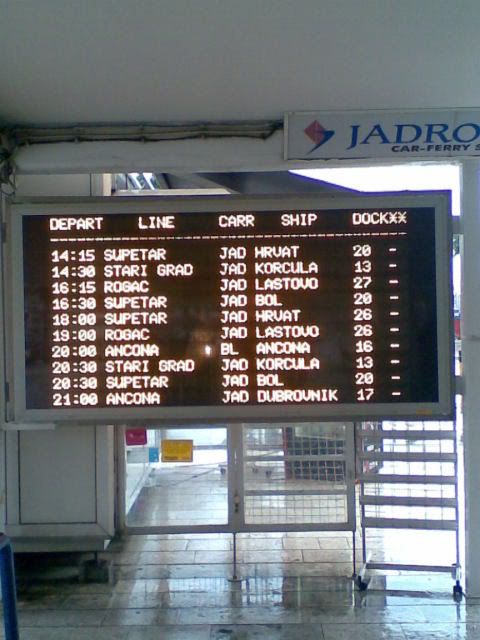 JADRO
CAR-FERRY S
DEPART LINE CARR SHIP DOCK**
14:15 SUPETAR JAD HRVAT 20 -
14:30 STARI GRAD JAD KORCULA 13 -
16:15 ROGAC JAD LASTOVO 27 -
16:30 SUPETAR JAD BOL 20 -
18:00 SUPETAR JAD HRVAT 26 -
19:00 ROGAC JAD LASTOVO 26 -
20:00 ANCONA BL ANCONA 16 -
20:30 STARI GRAD JAD KORCULA 13 -
20:30 SUPETAR JAD BOL 20 -
21:00 ANCONA JAD DUBROVNIK 17 -